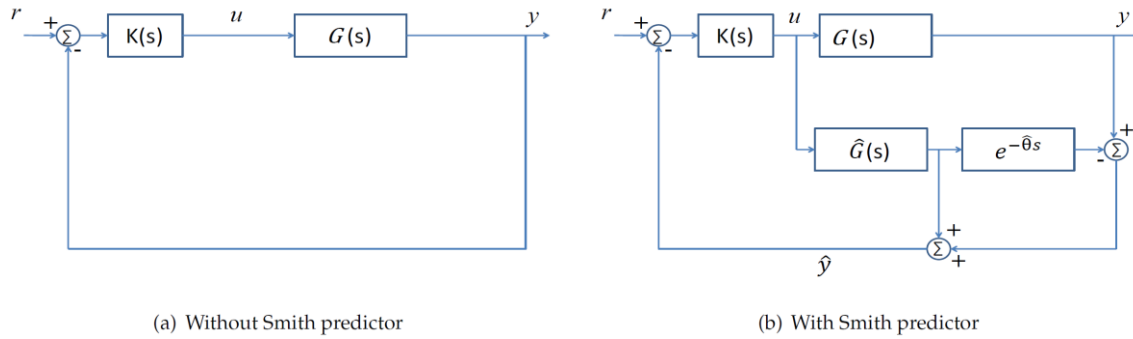 r
+
Σ
-
K(s)
u
G(s)
y
(a) Without Smith predictor
r
+
Σ
-
K(s)
u
G(s)
y
Ĝ(s)
e^{-θ̂s}
+
-
Σ
+
Σ
+
ŷ
(b) With Smith predictor